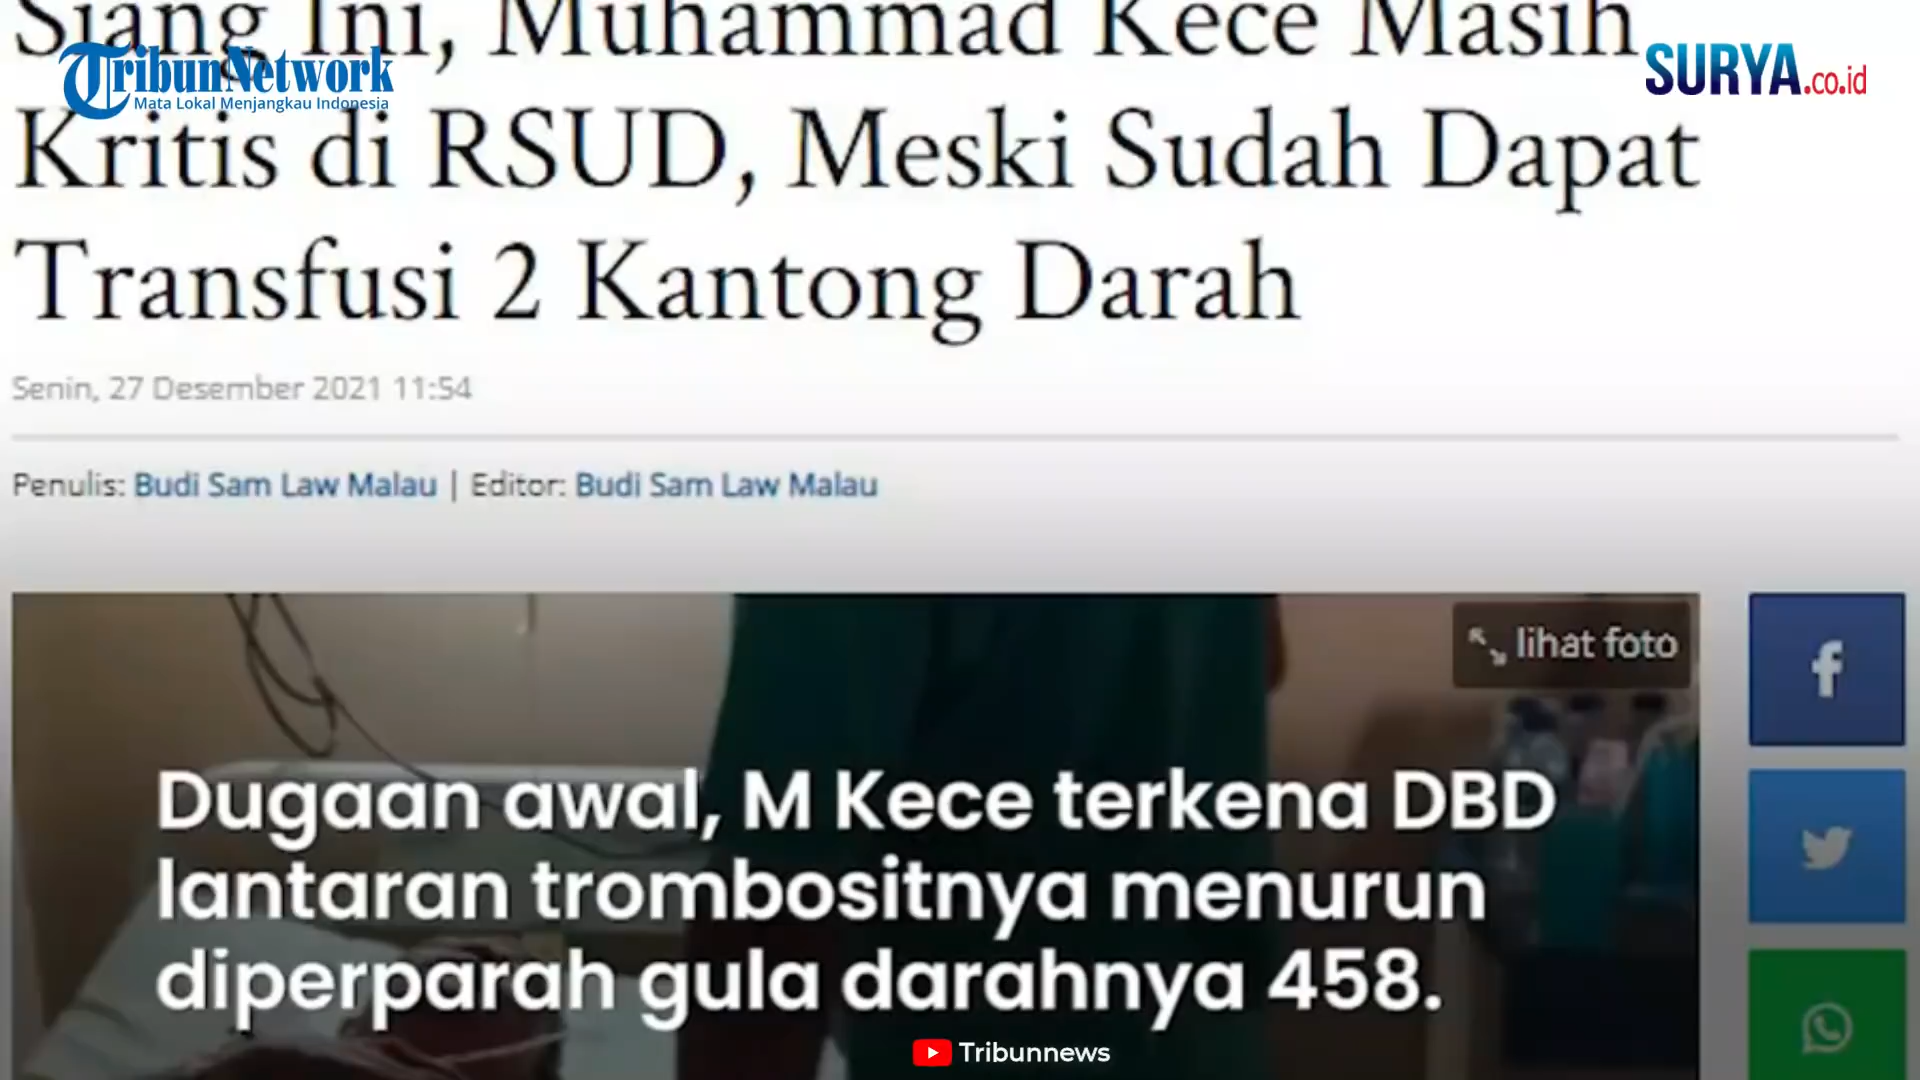 Siang Ini, Muhammad Kece Masih
TribunNetwork
Mata Lokal Menjangkau Indonesia
SURYA.co.id
Kritis di RSUD, Meski Sudah Dapat
Transfusi 2 Kantong Darah
Senin, 27 Desember 2021 11:54
Penulis: Budi Sam Law Malau | Editor: Budi Sam Law Malau
lihat foto
Dugaan awal, M Kece terkena DBD
lantaran trombositnya menurun
diperparah gula darahnya 458.
Tribunnews